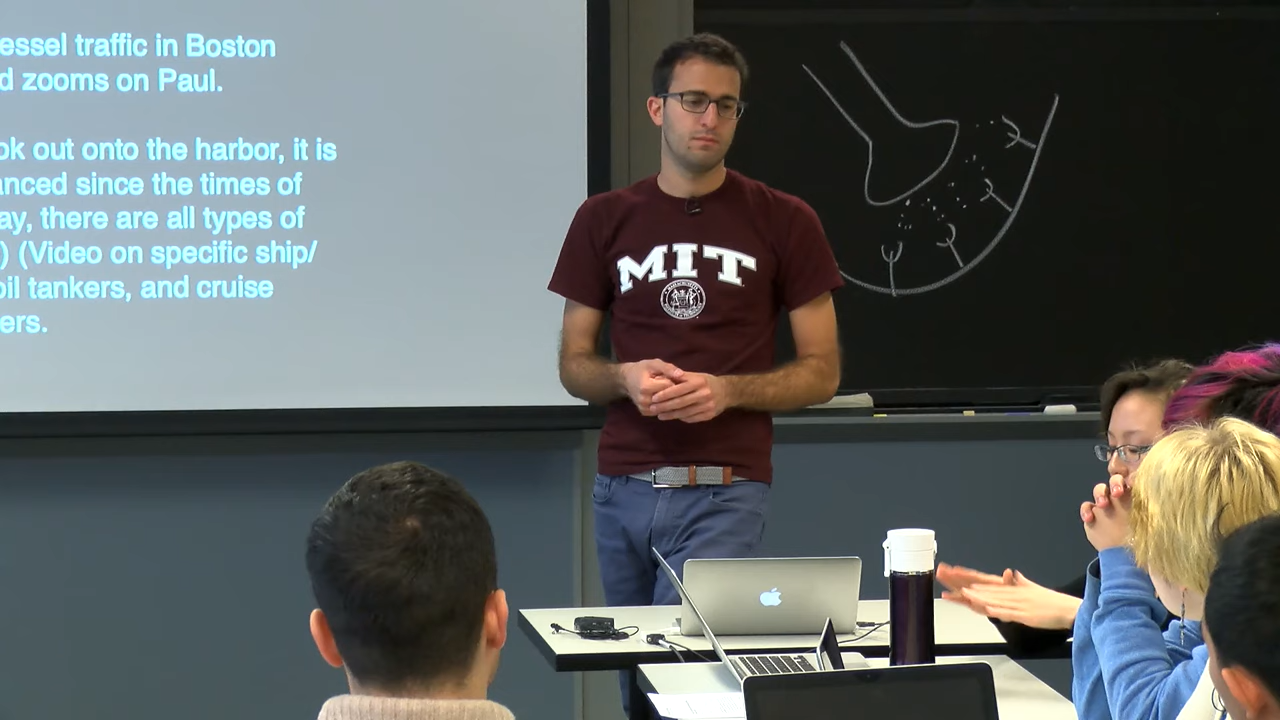 essel traffic in Boston
d zooms on Paul.
ok out onto the harbor, it is
anced since the times of
ay, there are all types of
) (Video on specific ship/
oil tankers, and cruise
ers.
MIT